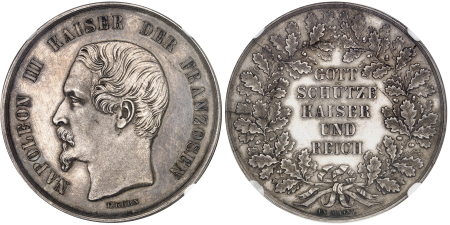 NAPOLEON III KAISER DER FRANZOSEN
GOTT
SCHÜTZE
KAISER
UND
REICH